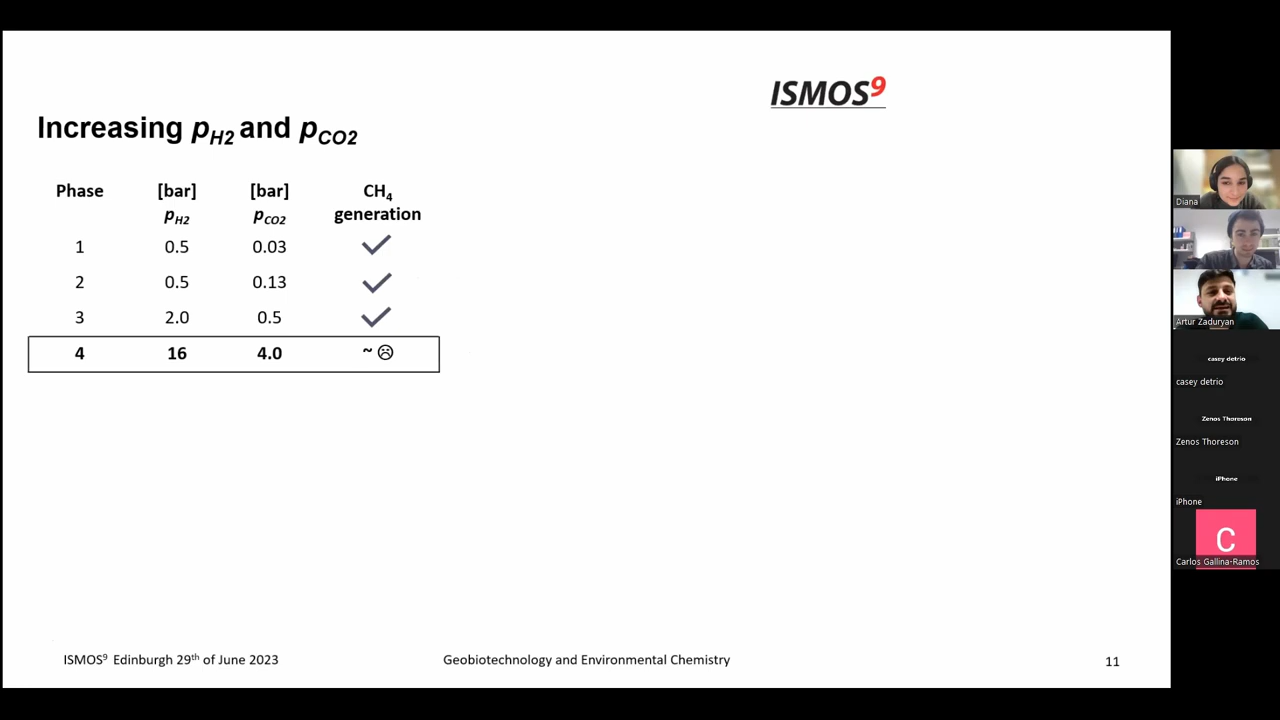 ISMOS⁹
Increasing pH2 and pCO2
Phase [bar] [bar] CH4
pH2 pCO2 generation
1 0.5 0.03 ✓
2 0.5 0.13 ✓
3 2.0 0.5 ✓
4 16 4.0 ~ ☹
ISMOS⁹ Edinburgh 29th of June 2023
Geobiotechnology and Environmental Chemistry
11
Diana
Artur Zaduryan
casey detrio
casey detrio
Zenos Thoreson
Zenos Thoreson
iPhone
iPhone
C
Carlos Gallina-Ramos